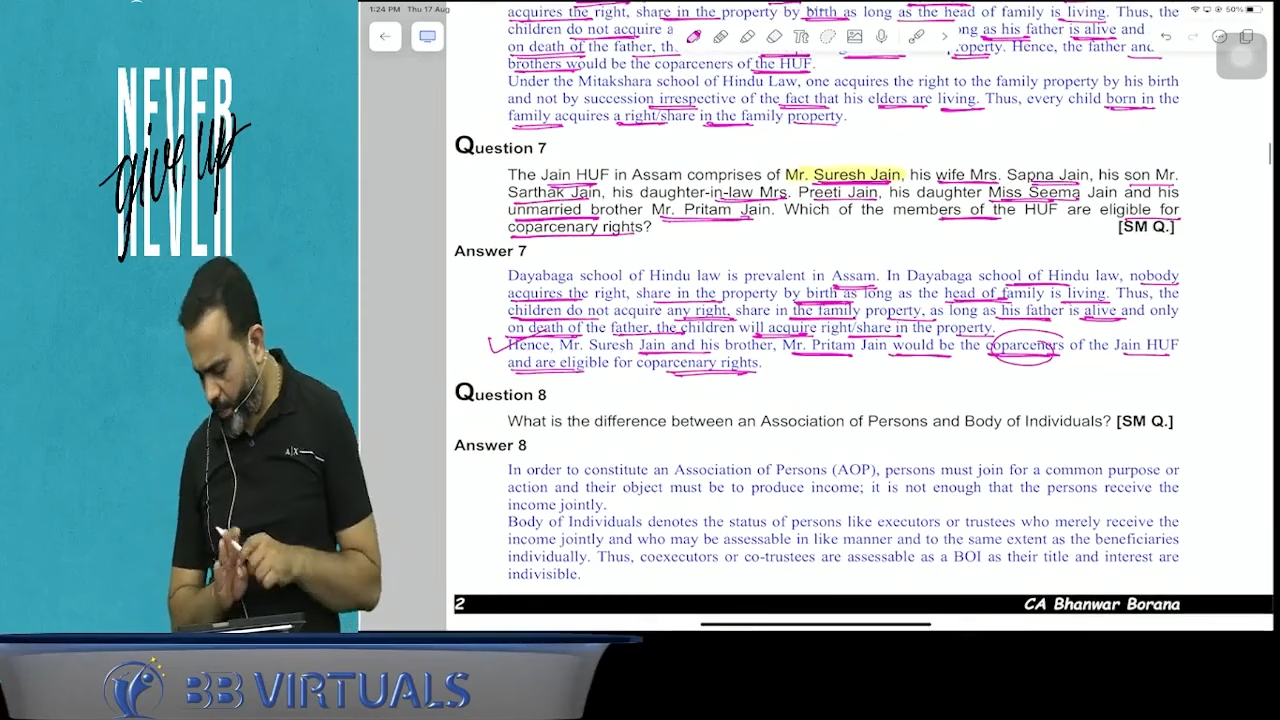 1:24 PM Thu 17 Aug
50%
NEVER
give up
NEVER
acquires the right, share in the property by birth as long as the head of family is living. Thus, the
children do not acquire a
ong as his father is alive and
on death of the father, th
operty. Hence, the father and
brothers would be the coparceners of the HUF.
Under the Mitakshara school of Hindu Law, one acquires the right to the family property by his birth
and not by succession irrespective of the fact that his elders are living. Thus, every child born in the
family acquires a right/share in the family property.
Question 7
The Jain HUF in Assam comprises of Mr. Suresh Jain, his wife Mrs. Sapna Jain, his son Mr.
Sarthak Jain, his daughter-in-law Mrs. Preeti Jain, his daughter Miss Seema Jain and his
unmarried brother Mr. Pritam Jain. Which of the members of the HUF are eligible for
coparcenary rights? [SM Q.]
Answer 7
Dayabaga school of Hindu law is prevalent in Assam. In Dayabaga school of Hindu law, nobody
acquires the right, share in the property by birth as long as the head of family is living. Thus, the
children do not acquire any right, share in the family property, as long as his father is alive and only
on death of the father, the children will acquire right/share in the property.
Hence, Mr. Suresh Jain and his brother, Mr. Pritam Jain would be the coparceners of the Jain HUF
and are eligible for coparcenary rights.
Question 8
What is the difference between an Association of Persons and Body of Individuals? [SM Q.]
Answer 8
In order to constitute an Association of Persons (AOP), persons must join for a common purpose or
action and their object must be to produce income; it is not enough that the persons receive the
income jointly.
Body of Individuals denotes the status of persons like executors or trustees who merely receive the
income jointly and who may be assessable in like manner and to the same extent as the beneficiaries
individually. Thus, coexecutors or co-trustees are assessable as a BOI as their title and interest are
indivisible.
2 CA Bhanwar Borana
A|X
BB VIRTUALS